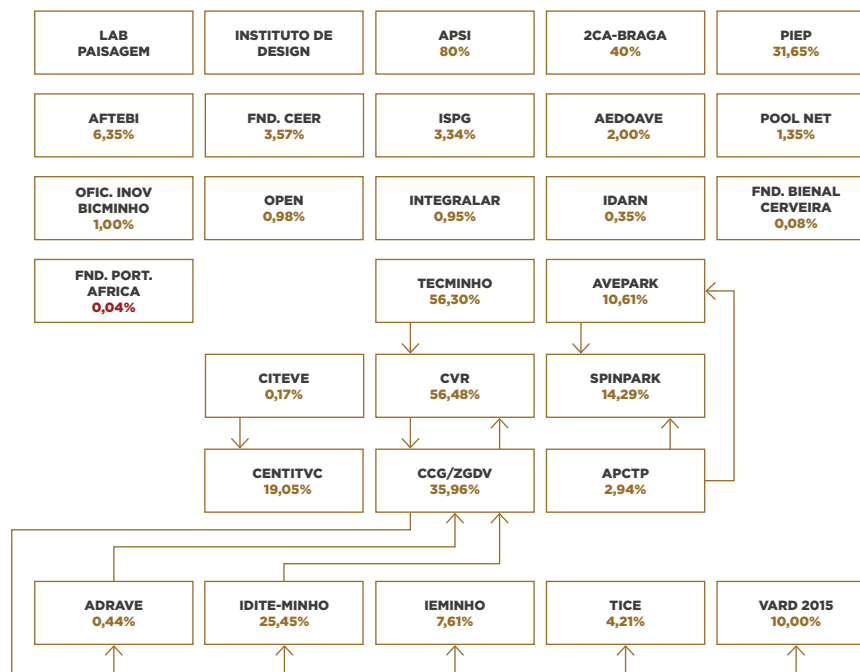 LAB
PAISAGEM
INSTITUTO DE
DESIGN
APSI
80%
2CA-BRAGA
40%
PIEP
31,65%
AFTEBI
6,35%
FND. CEER
3,57%
ISPG
3,34%
AEDOAVE
2,00%
POOL NET
1,35%
OFIC. INOV
BICMINHO
1,00%
OPEN
0,98%
INTEGRALAR
0,95%
IDARN
0,35%
FND. BIENAL
CERVEIRA
0,08%
FND. PORT.
AFRICA
0,04%
TECMINHO
56,30%
AVEPARK
10,61%
CITEVE
0,17%
CVR
56,48%
SPINPARK
14,29%
CENTITVC
19,05%
CCG/ZGDV
35,96%
APCTP
2,94%
ADRAVE
0,44%
IDITE-MINHO
25,45%
IEMINHO
7,61%
TICE
4,21%
VARD 2015
10,00%